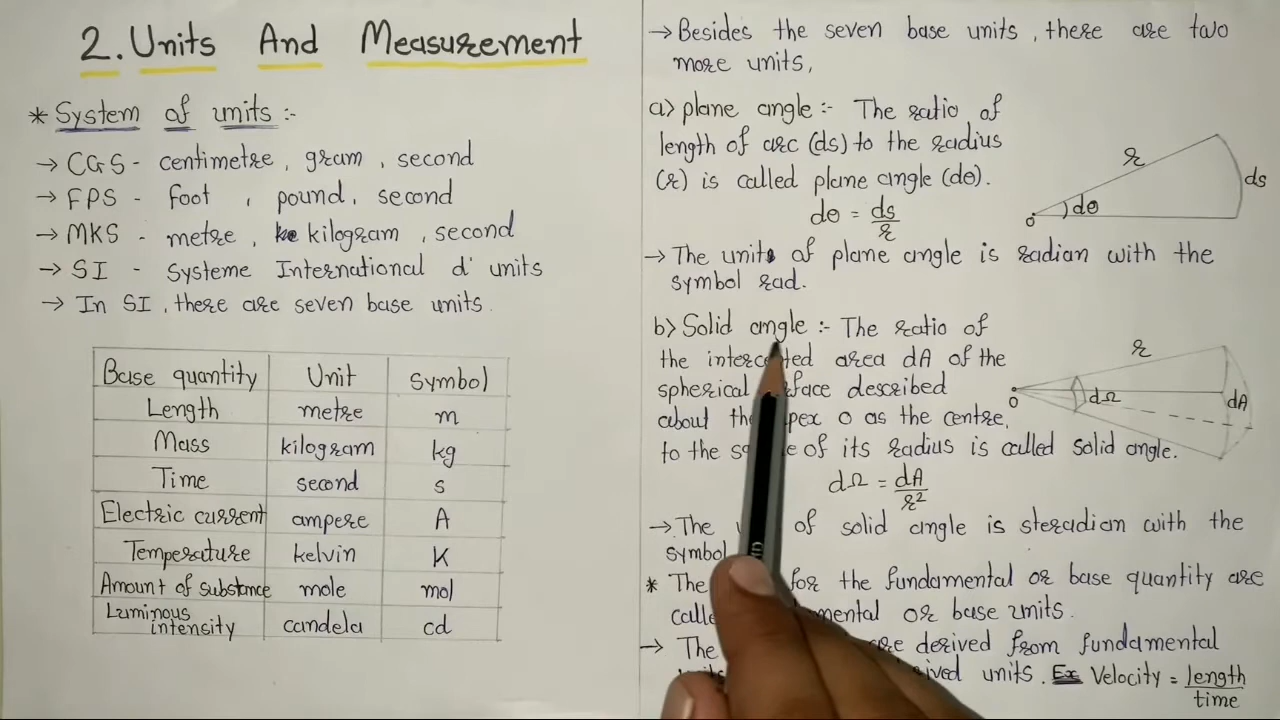 2. Units And Measurement
* System of units :-
→ CGS - centimetre, gram, second
→ FPS - foot, pound, second
→ MKS - metre, kilogram, second
→ SI - Systeme International d' units
→ In SI, there are seven base units.
Base quantity Unit Symbol
Length metre m
Mass kilogram kg
Time second s
Electric current ampere A
Temperature kelvin K
Amount of substance mole mol
Luminous intensity candela cd
→ Besides the seven base units, there are two
more units,
a> plane angle :- The ratio of
length of arc (ds) to the radius
(r) is called plane angle (dθ).
dθ = ds/r
r
ds
dθ
o
→ The unit of plane angle is radian with the
symbol rad.
b> Solid angle :- The ratio of
the area dA of the
spherical described
about the O as the centre,
to the of its radius is called solid angle.
dΩ = dA/r²
r
dΩ
dA
o
→ The of solid angle is steradian with the
symbol
* The for the fundamental or base quantity are
or base units.
→ The are derived from fundamental
units. Ex Velocity = length/time